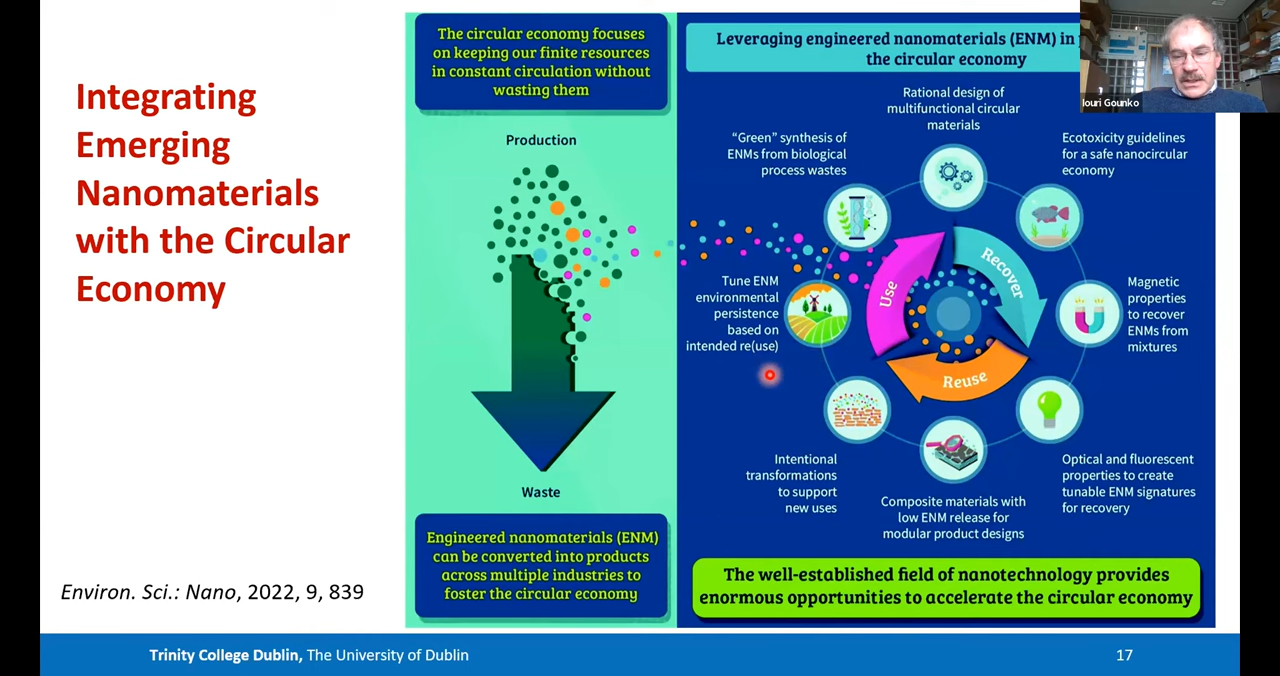 Integrating
Emerging
Nanomaterials
with the Circular
Economy
Environ. Sci.: Nano, 2022, 9, 839
The circular economy focuses
on keeping our finite resources
in constant circulation without
wasting them
Production
Waste
Engineered nanomaterials (ENM)
can be converted into products
across multiple industries to
foster the circular economy
Leveraging engineered nanomaterials (ENM) in
the circular economy
Iouri Gounko
Rational design of
multifunctional circular
materials
"Green" synthesis of
ENMs from biological
process wastes
Ecotoxicity guidelines
for a safe nanocircular
economy
Tune ENM
environmental
persistence
based on
intended re(use)
Use
Recover
Reuse
Magnetic
properties
to recover
ENMs from
mixtures
Intentional
transformations
to support
new uses
Composite materials with
low ENM release for
modular product designs
Optical and fluorescent
properties to create
tunable ENM signatures
for recovery
The well-established field of nanotechnology provides
enormous opportunities to accelerate the circular economy
Trinity College Dublin, The University of Dublin
17